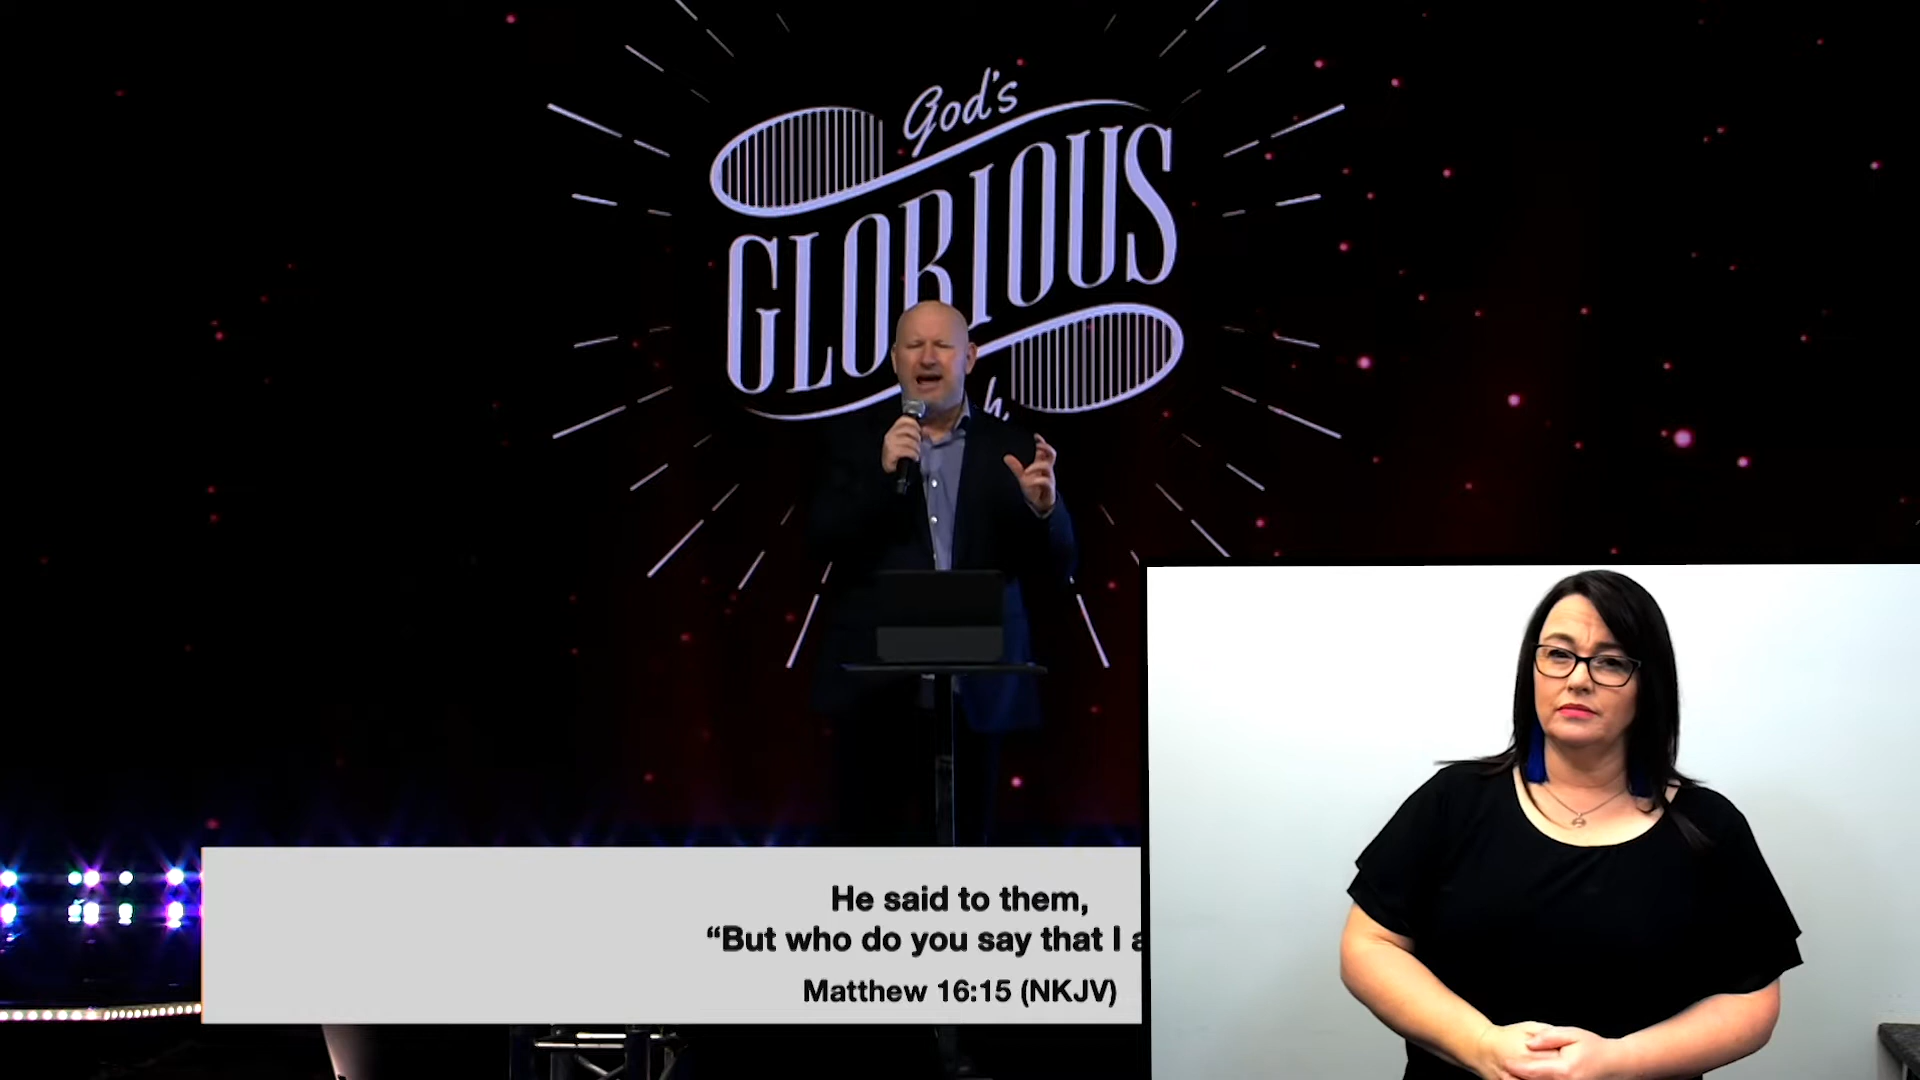 God's
GLORIOUS
He said to them,
“But who do you say that I
Matthew 16:15 (NKJV)